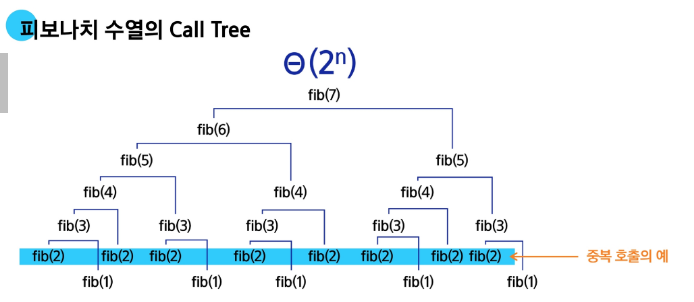 피보나치 수열의 Call Tree
Θ(2ⁿ)
fib(7)
fib(6)
fib(5) fib(5)
fib(4) fib(4) fib(4)
fib(3) fib(3) fib(3) fib(3) fib(3)
fib(2) fib(2) fib(2) fib(2) fib(2) fib(2) fib(2) fib(2) 중복 호출의 예
fib(1) fib(1) fib(1) fib(1) fib(1)